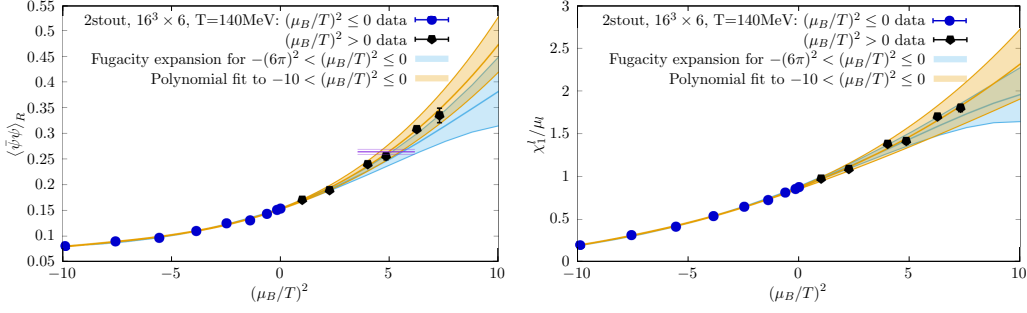 2stout, 16³ × 6, T=140MeV: (μ_B/T)² ≤ 0 data
(μ_B/T)² > 0 data
Fugacity expansion for −(6π)² < (μ_B/T)² ≤ 0
Polynomial fit to −10 < (μ_B/T)² ≤ 0
0.55
0.5
0.45
0.4
0.35
0.3
0.25
0.2
0.15
0.1
0.05
⟨ψ̄ψ⟩_R
−10
−5
0
5
10
(μ_B/T)²
2stout, 16³ × 6, T=140MeV: (μ_B/T)² ≤ 0 data
(μ_B/T)² > 0 data
Fugacity expansion for −(6π)² < (μ_B/T)² ≤ 0
Polynomial fit to −10 < (μ_B/T)² ≤ 0
3
2.5
2
1.5
1
0.5
0
χ₁ˡ/μ_l
−10
−5
0
5
10
(μ_B/T)²